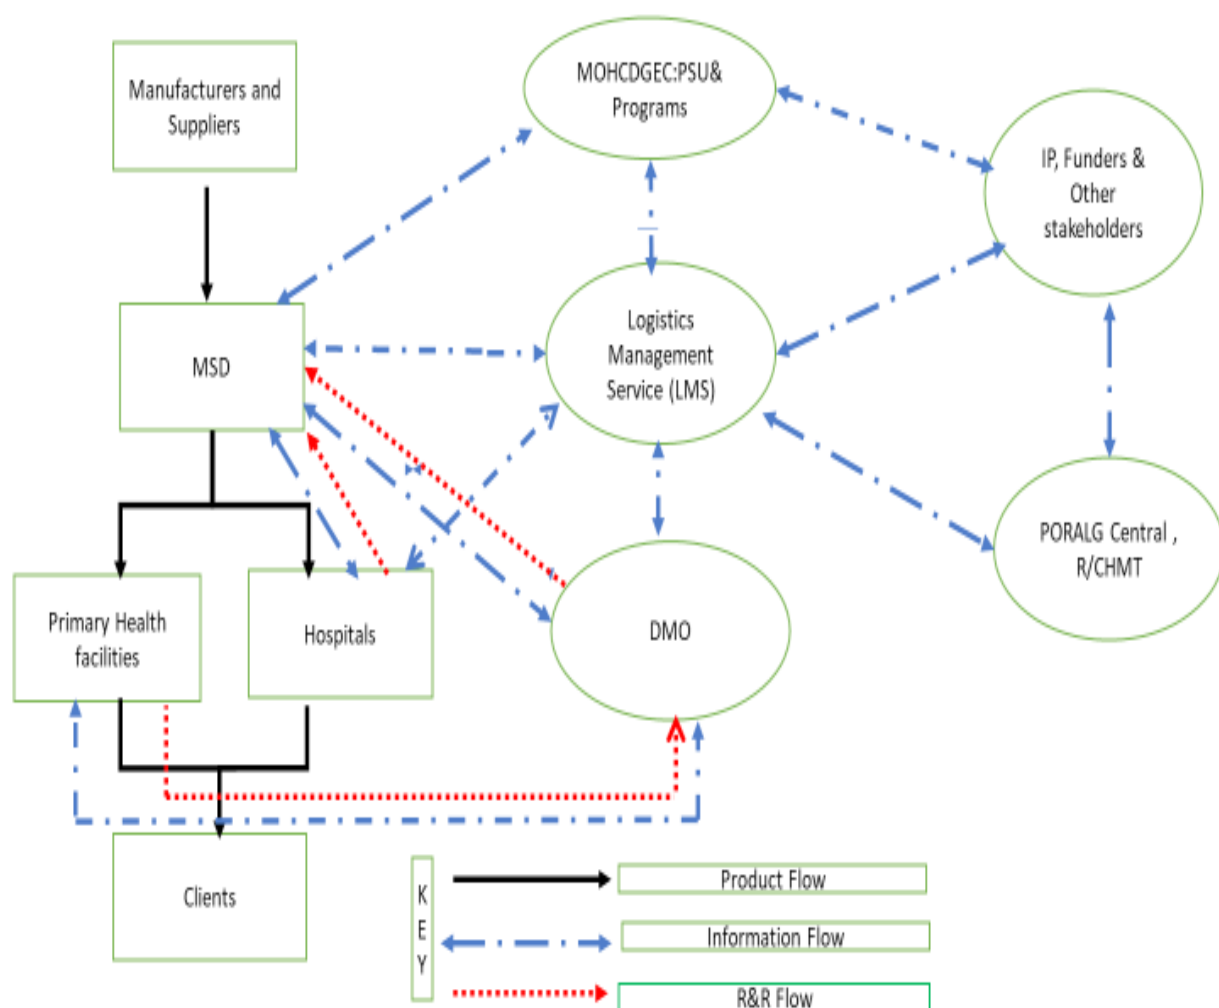 Manufacturers and
Suppliers
MOHCDGEC:PSU&
Programs
IP, Funders &
Other
stakeholders
MSD
Logistics
Management
Service (LMS)
PORALG Central ,
R/CHMT
Primary Health
facilities
Hospitals
DMO
Clients
K
E
Y
Product Flow
Information Flow
R&R Flow